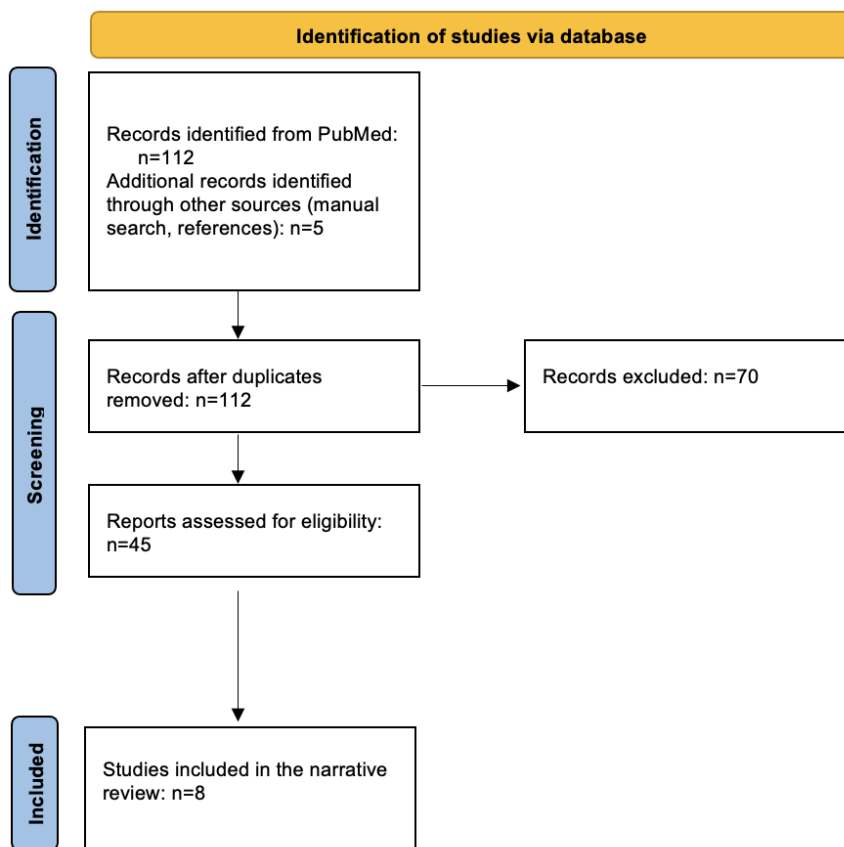 Identification of studies via database
Identification
Records identified from PubMed:
n=112
Additional records identified
through other sources (manual
search, references): n=5
Screening
Records after duplicates
removed: n=112
Records excluded: n=70
Reports assessed for eligibility:
n=45
Included
Studies included in the narrative
review: n=8